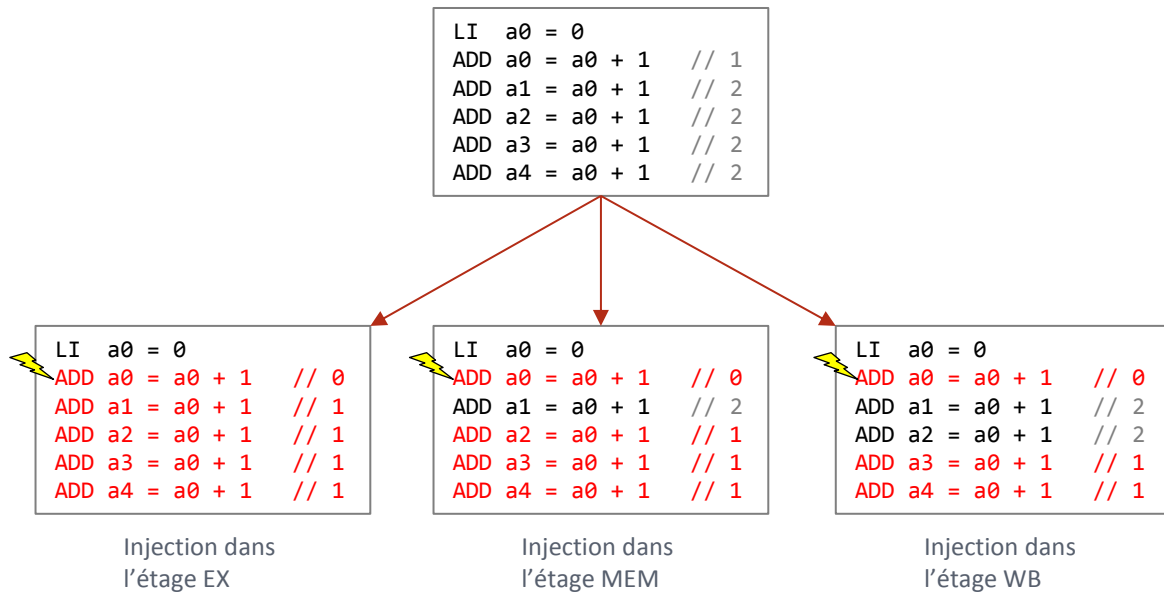 LI  a0 = 0
ADD a0 = a0 + 1   // 1
ADD a1 = a0 + 1   // 2
ADD a2 = a0 + 1   // 2
ADD a3 = a0 + 1   // 2
ADD a4 = a0 + 1   // 2
LI  a0 = 0
ADD a0 = a0 + 1   // 0
ADD a1 = a0 + 1   // 1
ADD a2 = a0 + 1   // 1
ADD a3 = a0 + 1   // 1
ADD a4 = a0 + 1   // 1
Injection dans
l’étage EX
LI  a0 = 0
ADD a0 = a0 + 1   // 0
ADD a1 = a0 + 1   // 2
ADD a2 = a0 + 1   // 1
ADD a3 = a0 + 1   // 1
ADD a4 = a0 + 1   // 1
Injection dans
l’étage MEM
LI  a0 = 0
ADD a0 = a0 + 1   // 0
ADD a1 = a0 + 1   // 2
ADD a2 = a0 + 1   // 2
ADD a3 = a0 + 1   // 1
ADD a4 = a0 + 1   // 1
Injection dans
l’étage WB